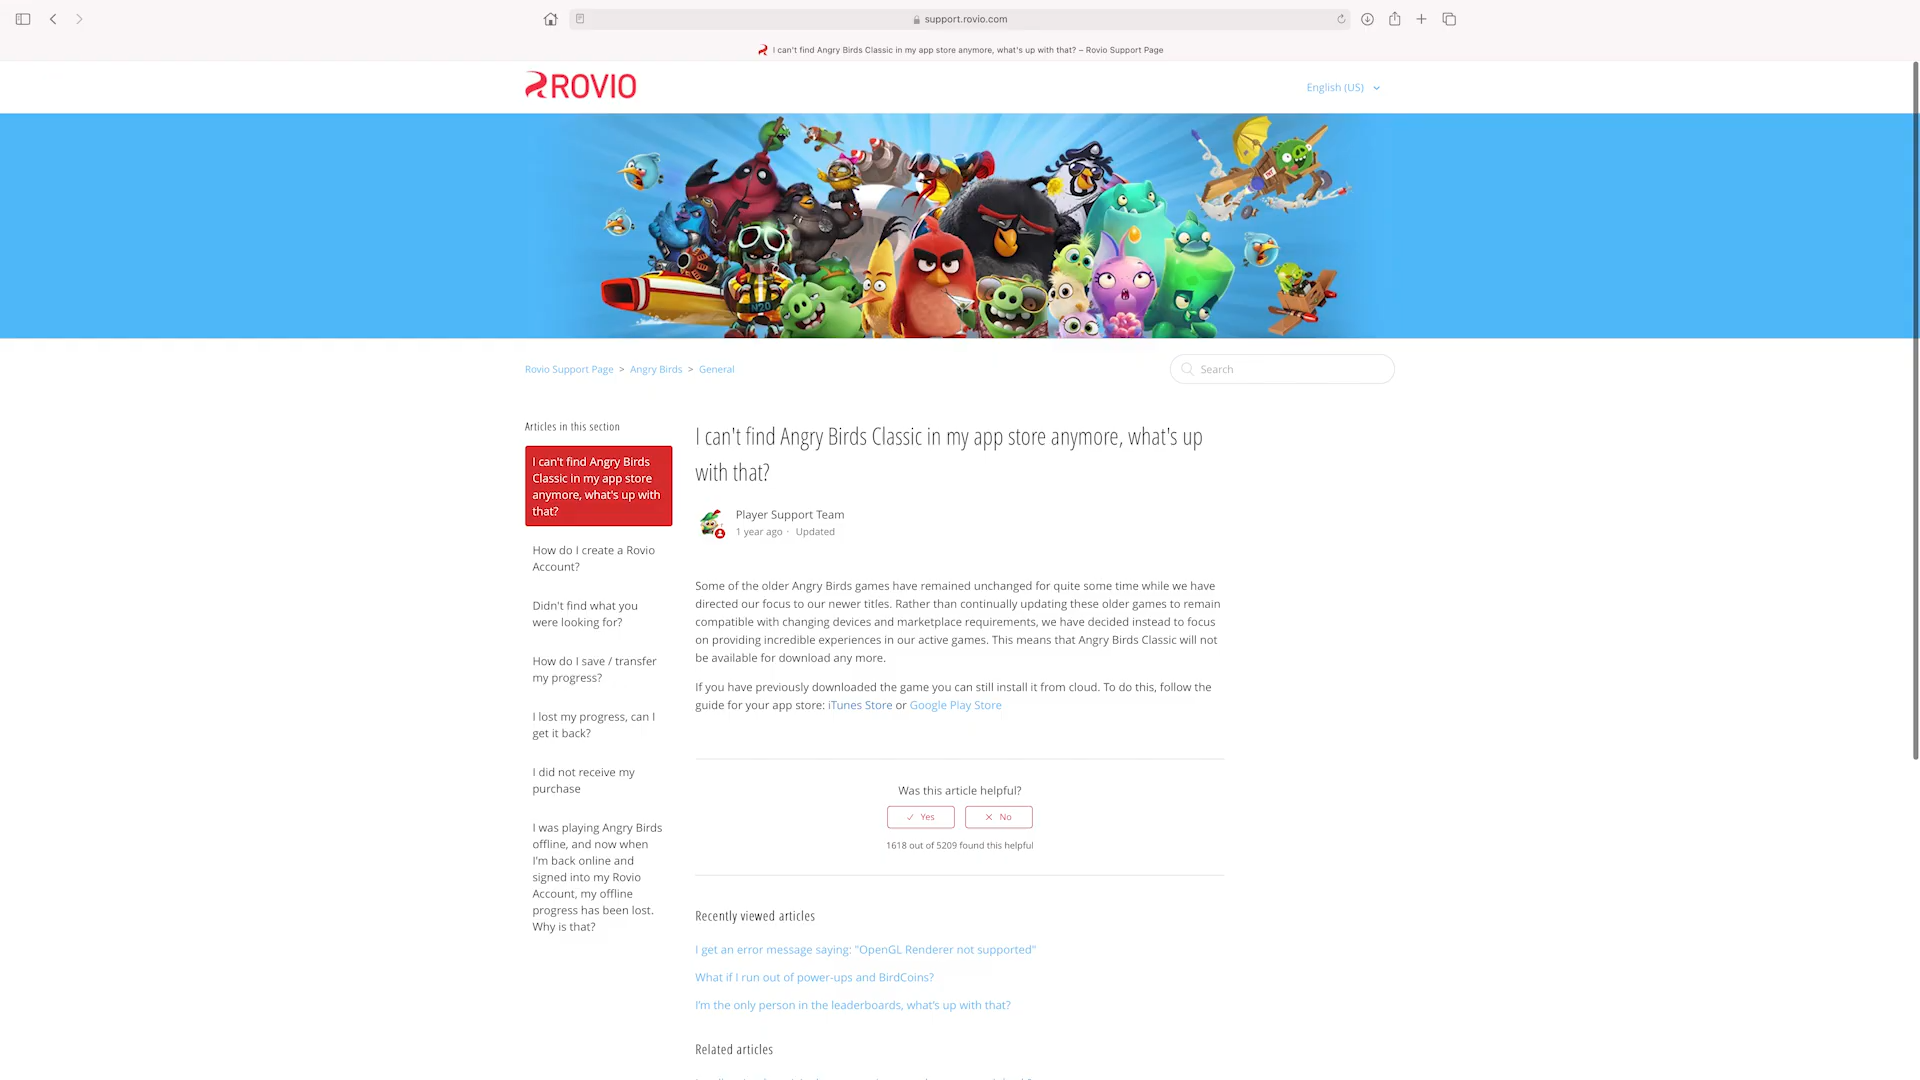 support.rovio.com
I can't find Angry Birds Classic in my app store anymore, what's up with that? – Rovio Support Page
ROVIO
English (US)
TNT
N20
Rovio Support Page > Angry Birds > General
Search
Articles in this section
I can't find Angry Birds
Classic in my app store
anymore, what's up with
that?
How do I create a Rovio
Account?
Didn't find what you
were looking for?
How do I save / transfer
my progress?
I lost my progress, can I
get it back?
I did not receive my
purchase
I was playing Angry Birds
offline, and now when
I'm back online and
signed into my Rovio
Account, my offline
progress has been lost.
Why is that?
I can't find Angry Birds Classic in my app store anymore, what's up
with that?
Player Support Team
1 year ago · Updated
Some of the older Angry Birds games have remained unchanged for quite some time while we have
directed our focus to our newer titles. Rather than continually updating these older games to remain
compatible with changing devices and marketplace requirements, we have decided instead to focus
on providing incredible experiences in our active games. This means that Angry Birds Classic will not
be available for download any more.
If you have previously downloaded the game you can still install it from cloud. To do this, follow the
guide for your app store: iTunes Store or Google Play Store
Was this article helpful?
Yes
No
1618 out of 5209 found this helpful
Recently viewed articles
I get an error message saying: "OpenGL Renderer not supported"
What if I run out of power-ups and BirdCoins?
I'm the only person in the leaderboards, what's up with that?
Related articles